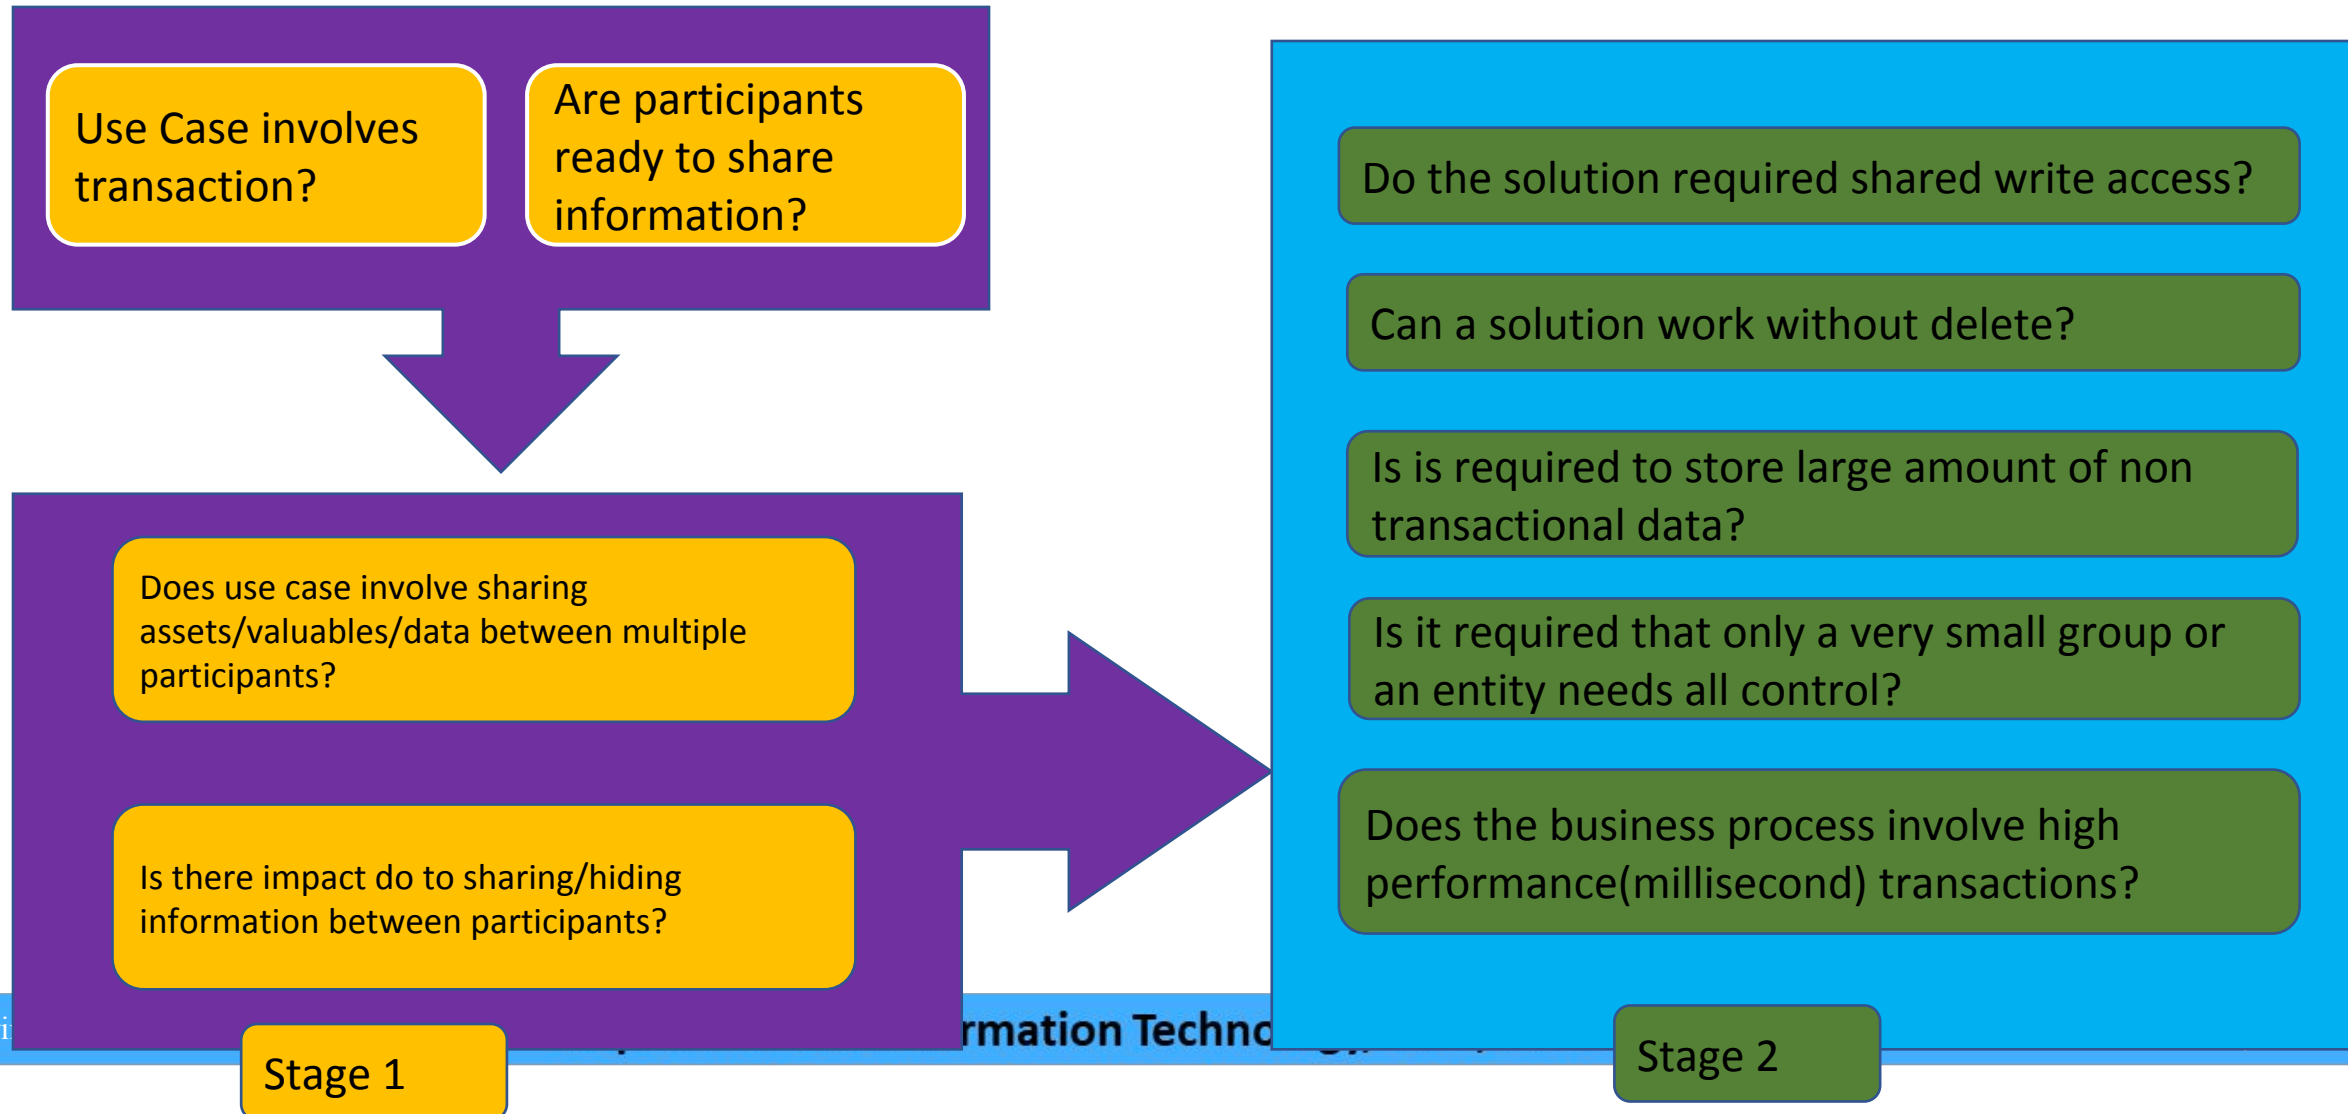 Use Case involves
transaction?
Are participants
ready to share
information?
Does use case involve sharing
assets/valuables/data between multiple
participants?
Is there impact do to sharing/hiding
information between participants?
Stage 1
Do the solution required shared write access?
Can a solution work without delete?
Is is required to store large amount of non
transactional data?
Is it required that only a very small group or
an entity needs all control?
Does the business process involve high
performance(millisecond) transactions?
Stage 2
rmation Techno